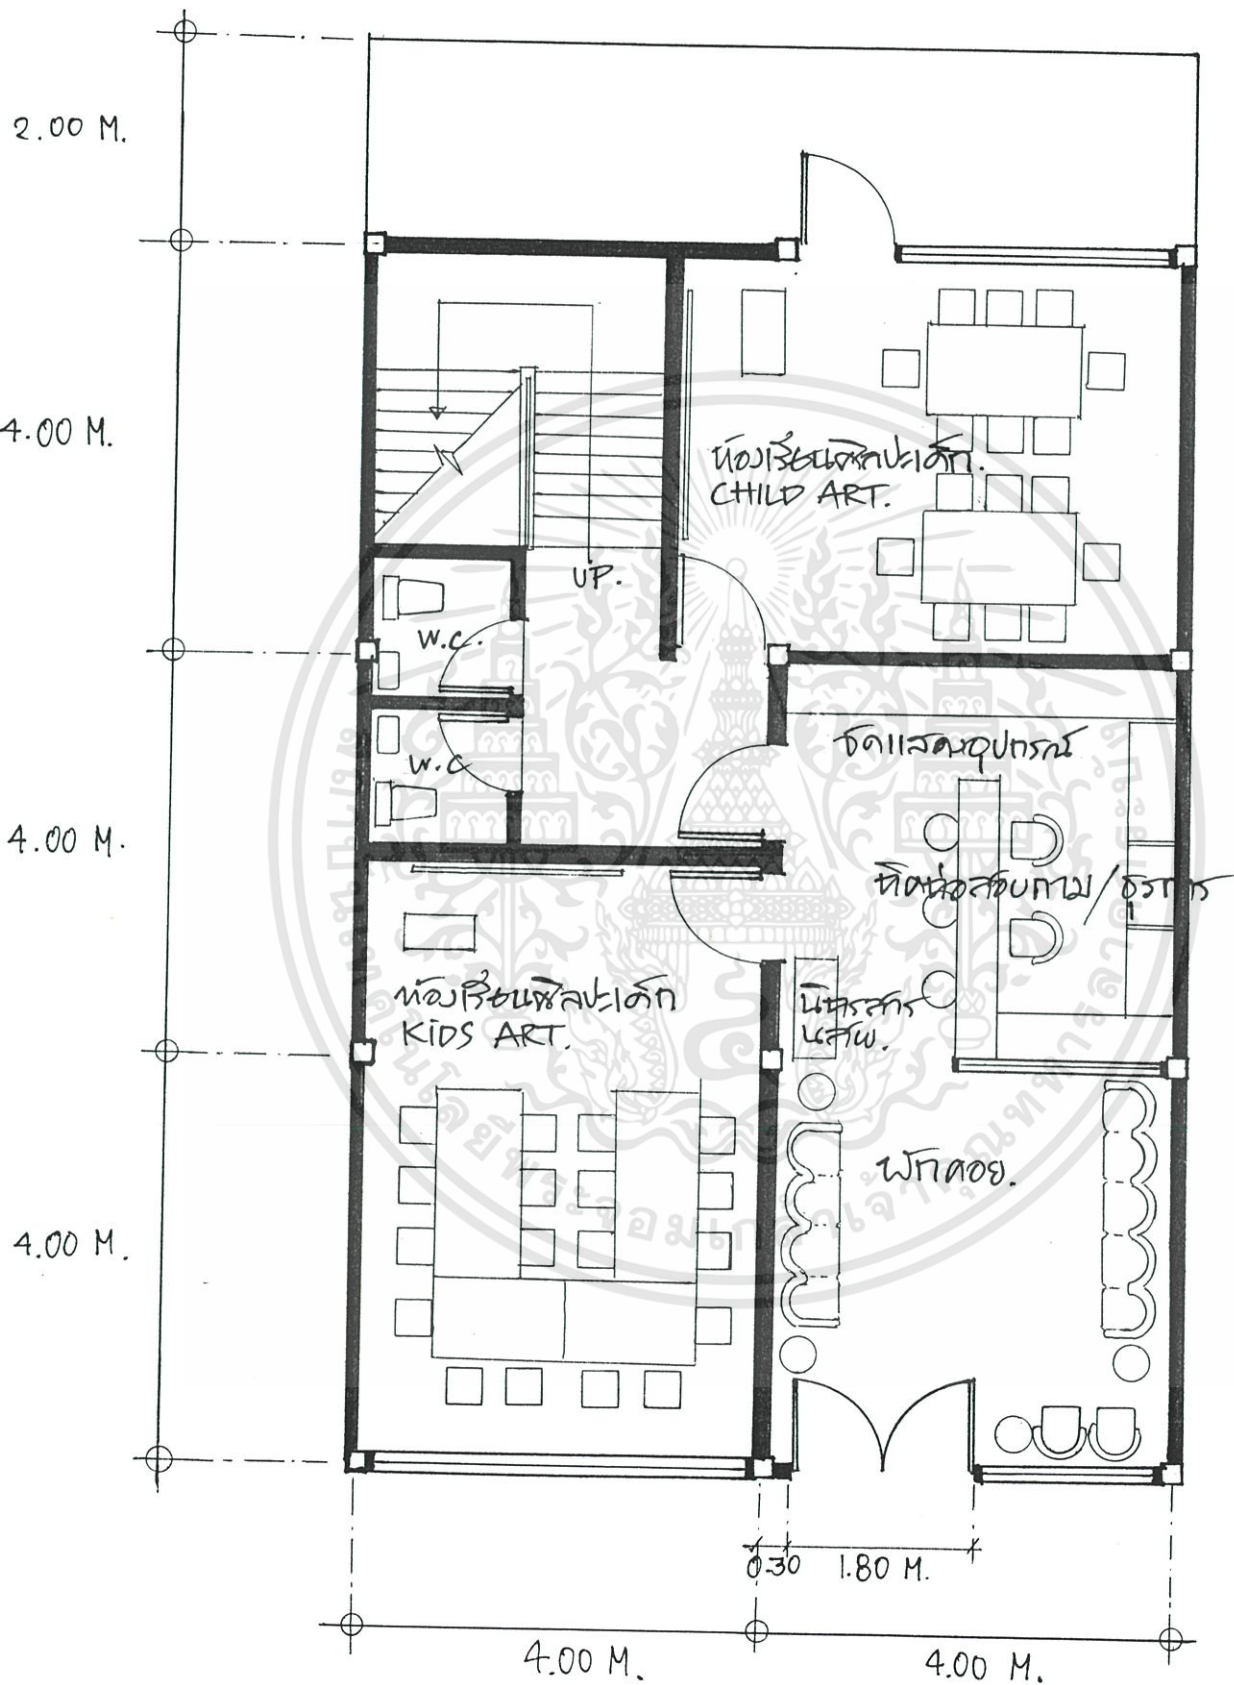 2.00 M.
4.00 M.
ห้องเรียนศิลปะเด็ก.
CHILD ART.
UP.
W.C.
W.C
จัดแสดงอุปกรณ์
4.00 M.
ติดต่อสอบถาม/ธุรการ
ห้องเรียนศิลปะเด็ก
KIDS ART.
นิตรสาร
นสพ.
พักคอย.
4.00 M.
0.30
1.80 M.
4.00 M.
4.00 M.